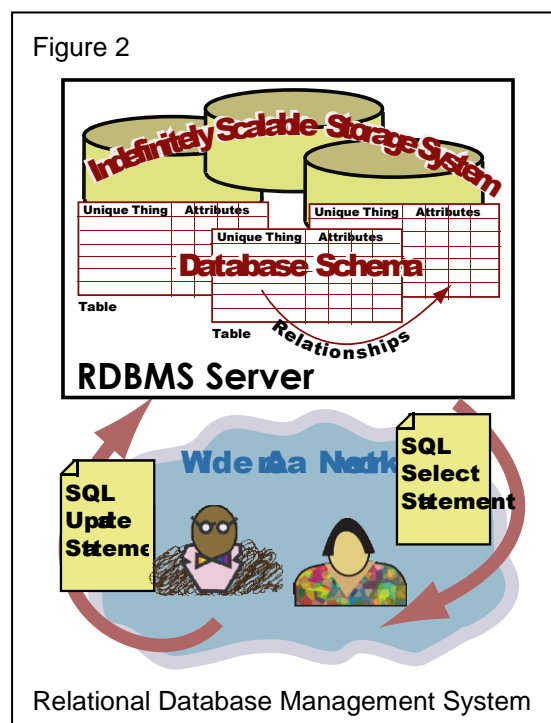 Figure 2
Indefinitely Scalable Storage System
Unique Thing Attributes
Unique Thing Attributes
Unique Thing Attributes
Database Schema
Table
Table
Relationships
RDBMS Server
SQL
Select
Statement
SQL
Update
Relational Database Management System